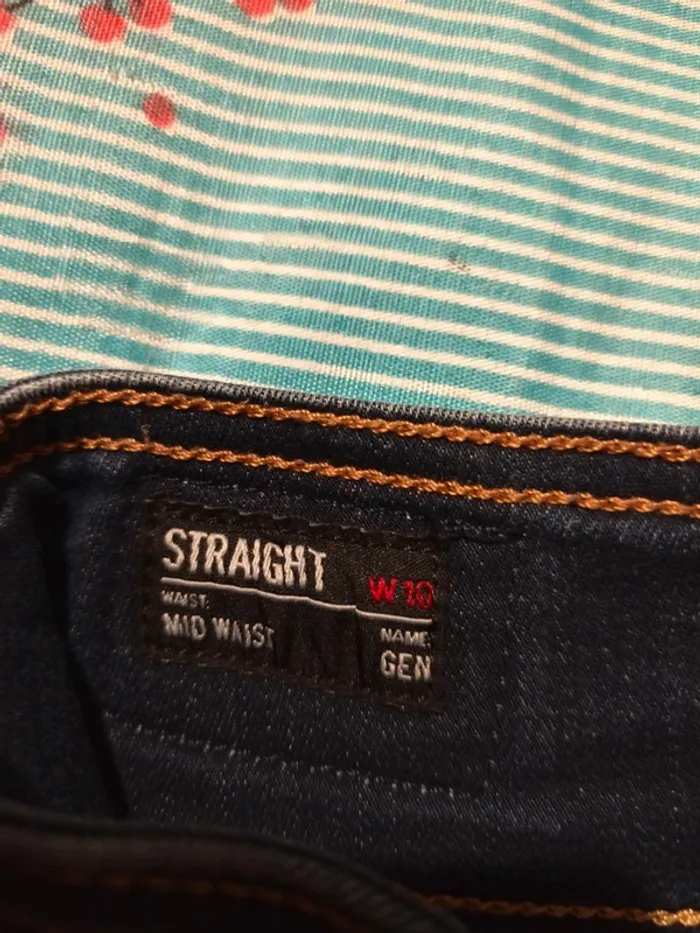 STRAIGHT
W 10
WAIST:
MID WAIST
NAME:
GEN